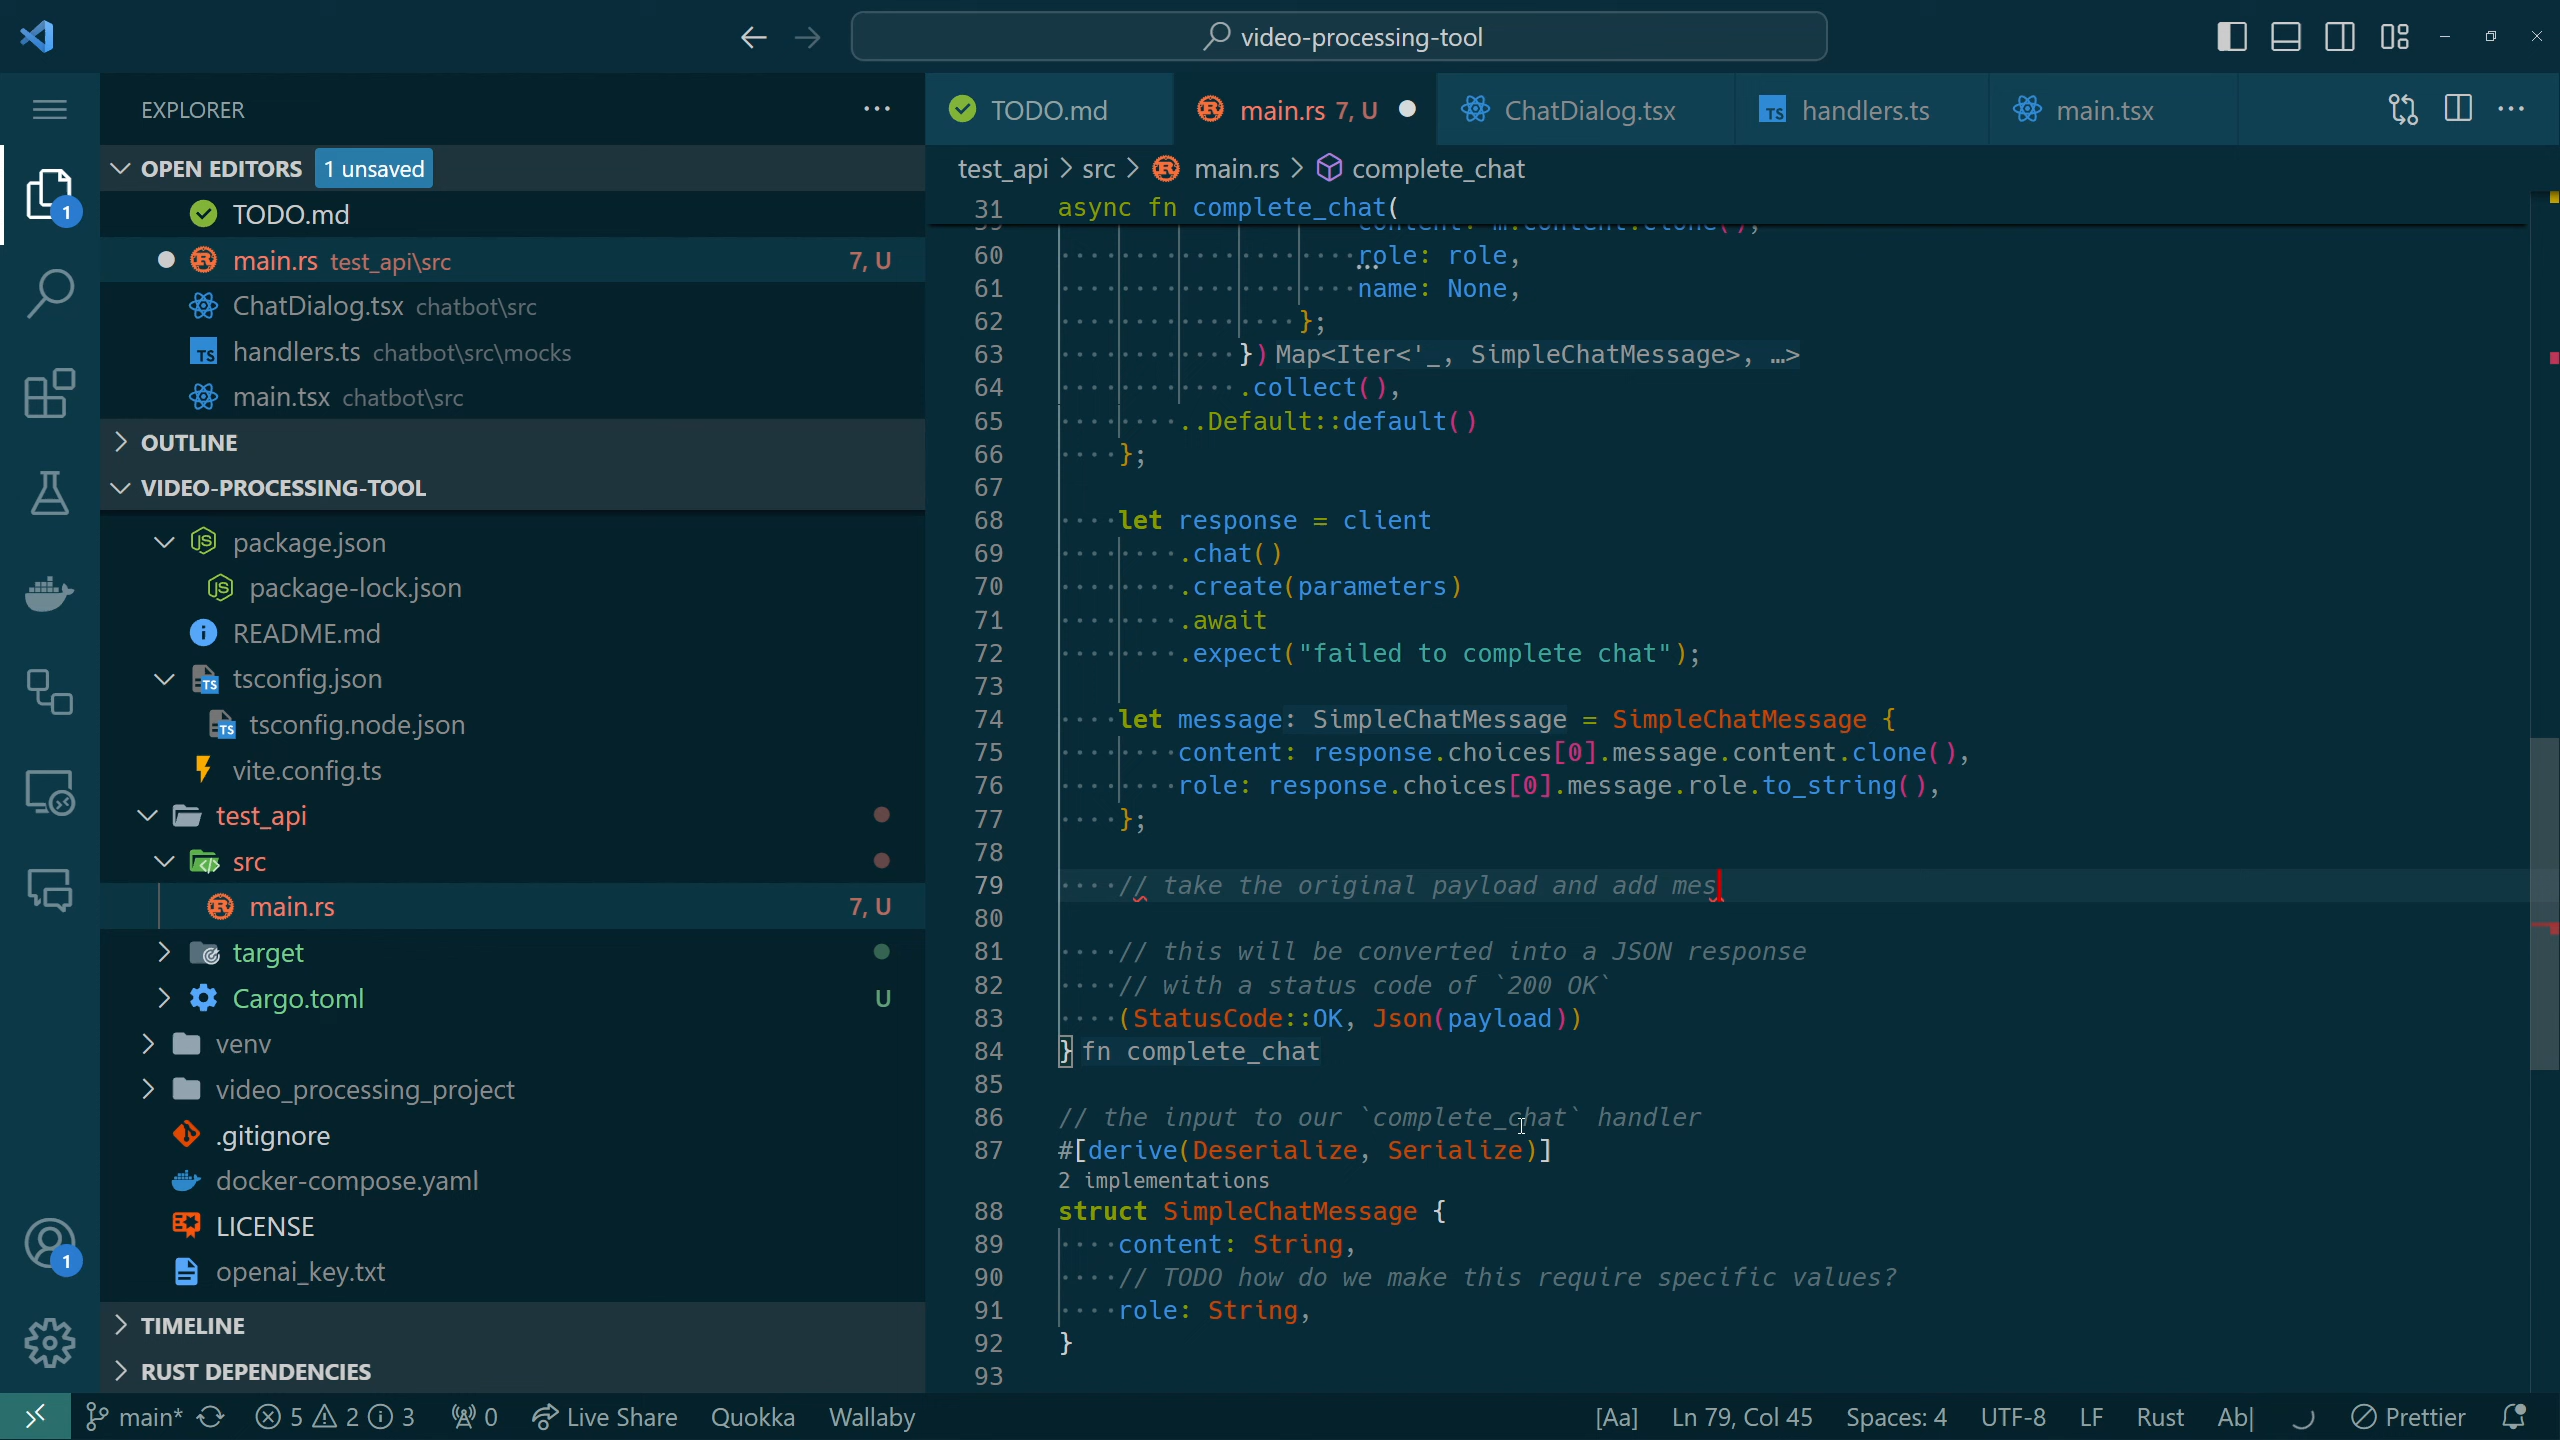 video-processing-tool
EXPLORER
OPEN EDITORS 1 unsaved
TODO.md
main.rs test_api\src 7, U
ChatDialog.tsx chatbot\src
handlers.ts chatbot\src\mocks
main.tsx chatbot\src
OUTLINE
VIDEO-PROCESSING-TOOL
package.json
package-lock.json
README.md
tsconfig.json
tsconfig.node.json
vite.config.ts
test_api
src
main.rs 7, U
target
Cargo.toml U
venv
video_processing_project
.gitignore
docker-compose.yaml
LICENSE
openai_key.txt
TIMELINE
RUST DEPENDENCIES
1
1
TODO.md main.rs 7, U ChatDialog.tsx handlers.ts main.tsx
test_api > src > main.rs > complete_chat
31 async fn complete_chat(
59 content: m.content.clone(),
60 role: role,
61 name: None,
62 };
63 }) Map<Iter<'_, SimpleChatMessage>, …>
64 .collect(),
65 ..Default::default()
66 };
67
68 let response = client
69 .chat()
70 .create(parameters)
71 .await
72 .expect("failed to complete chat");
73
74 let message: SimpleChatMessage = SimpleChatMessage {
75 content: response.choices[0].message.content.clone(),
76 role: response.choices[0].message.role.to_string(),
77 };
78
79 // take the original payload and add mes
80
81 // this will be converted into a JSON response
82 // with a status code of `200 OK`
83 (StatusCode::OK, Json(payload))
84 } fn complete_chat
85
86 // the input to our `complete_chat` handler
87 #[derive(Deserialize, Serialize)]
2 implementations
88 struct SimpleChatMessage {
89 content: String,
90 // TODO how do we make this require specific values?
91 role: String,
92 }
93
main* 5 2 3 0 Live Share Quokka Wallaby [Aa] Ln 79, Col 45 Spaces: 4 UTF-8 LF Rust Ab| Prettier